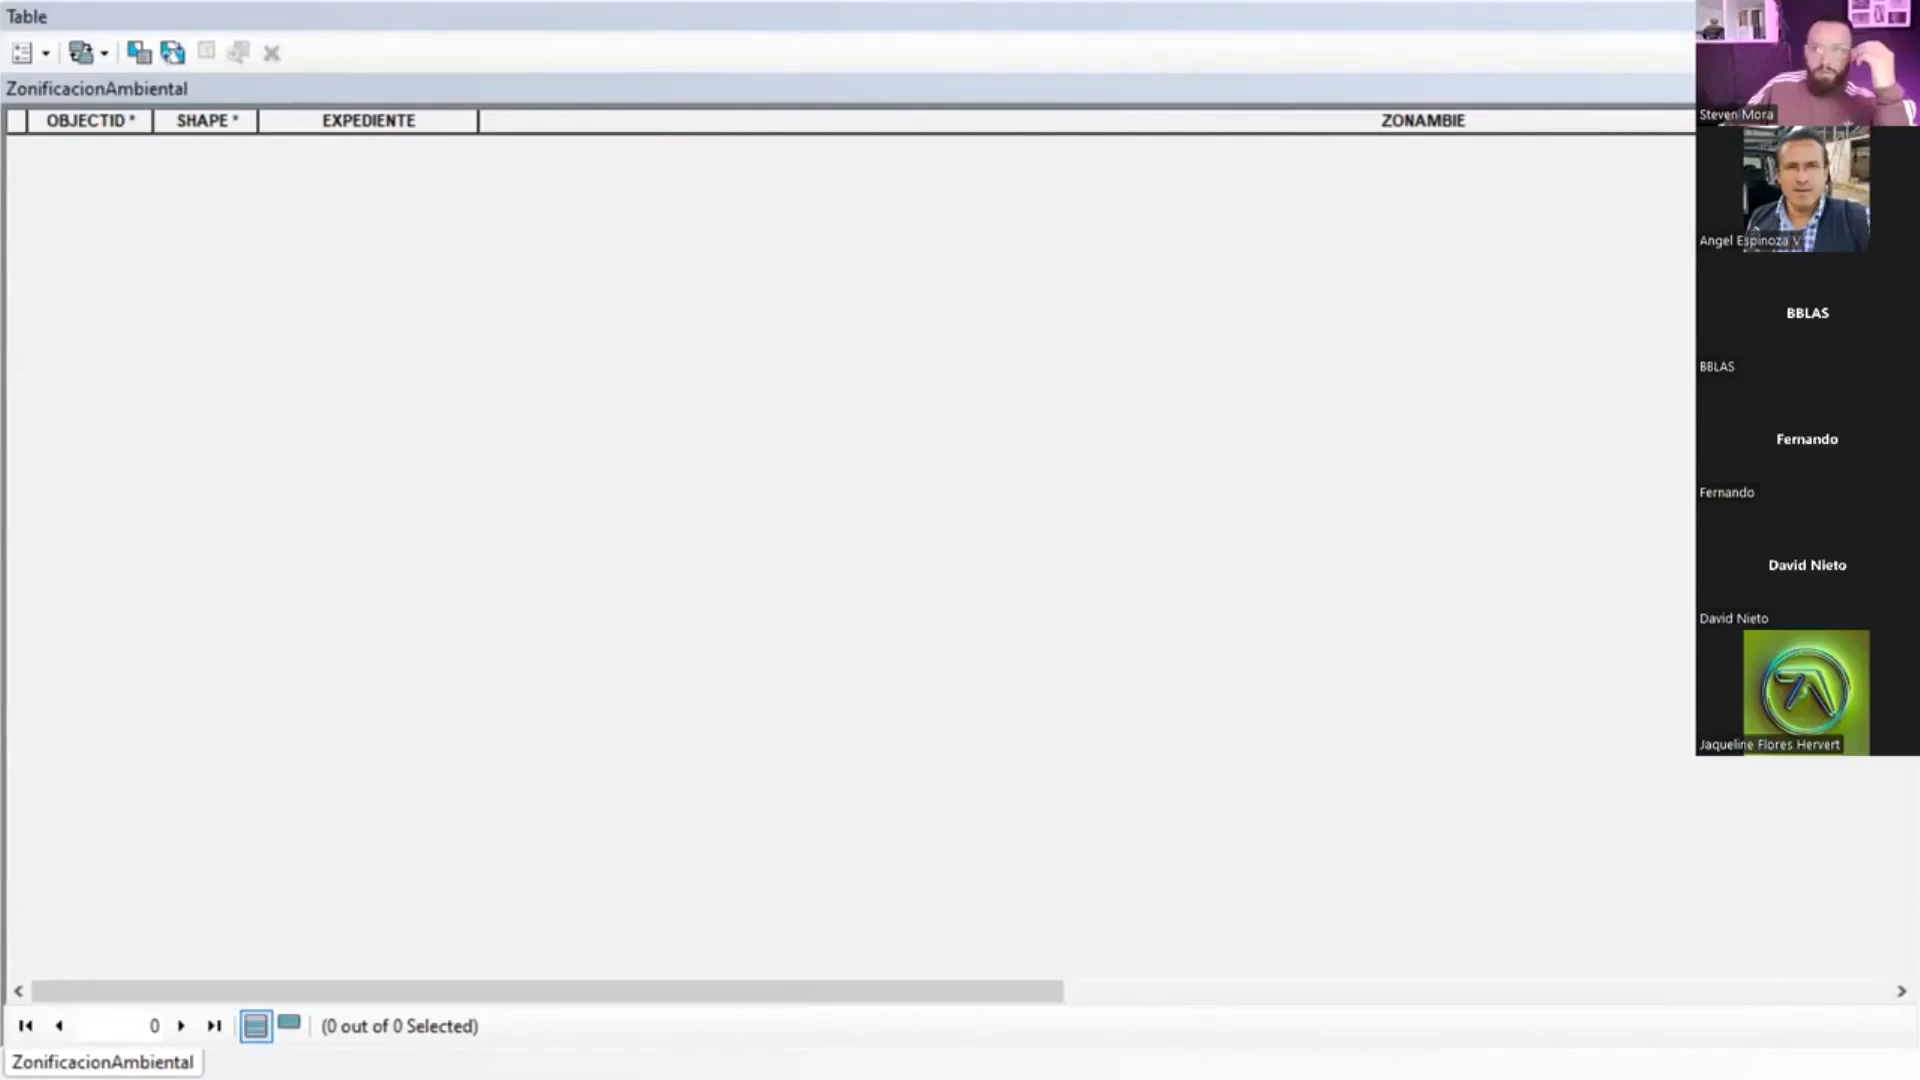 Table
ZonificacionAmbiental
OBJECTID * SHAPE * EXPEDIENTE ZONAMBIE
Steven Mora
Angel Espinoza V
BBLAS
BBLAS
Fernando
Fernando
David Nieto
David Nieto
Jaqueline Flores Hervert
0 (0 out of 0 Selected)
ZonificacionAmbiental